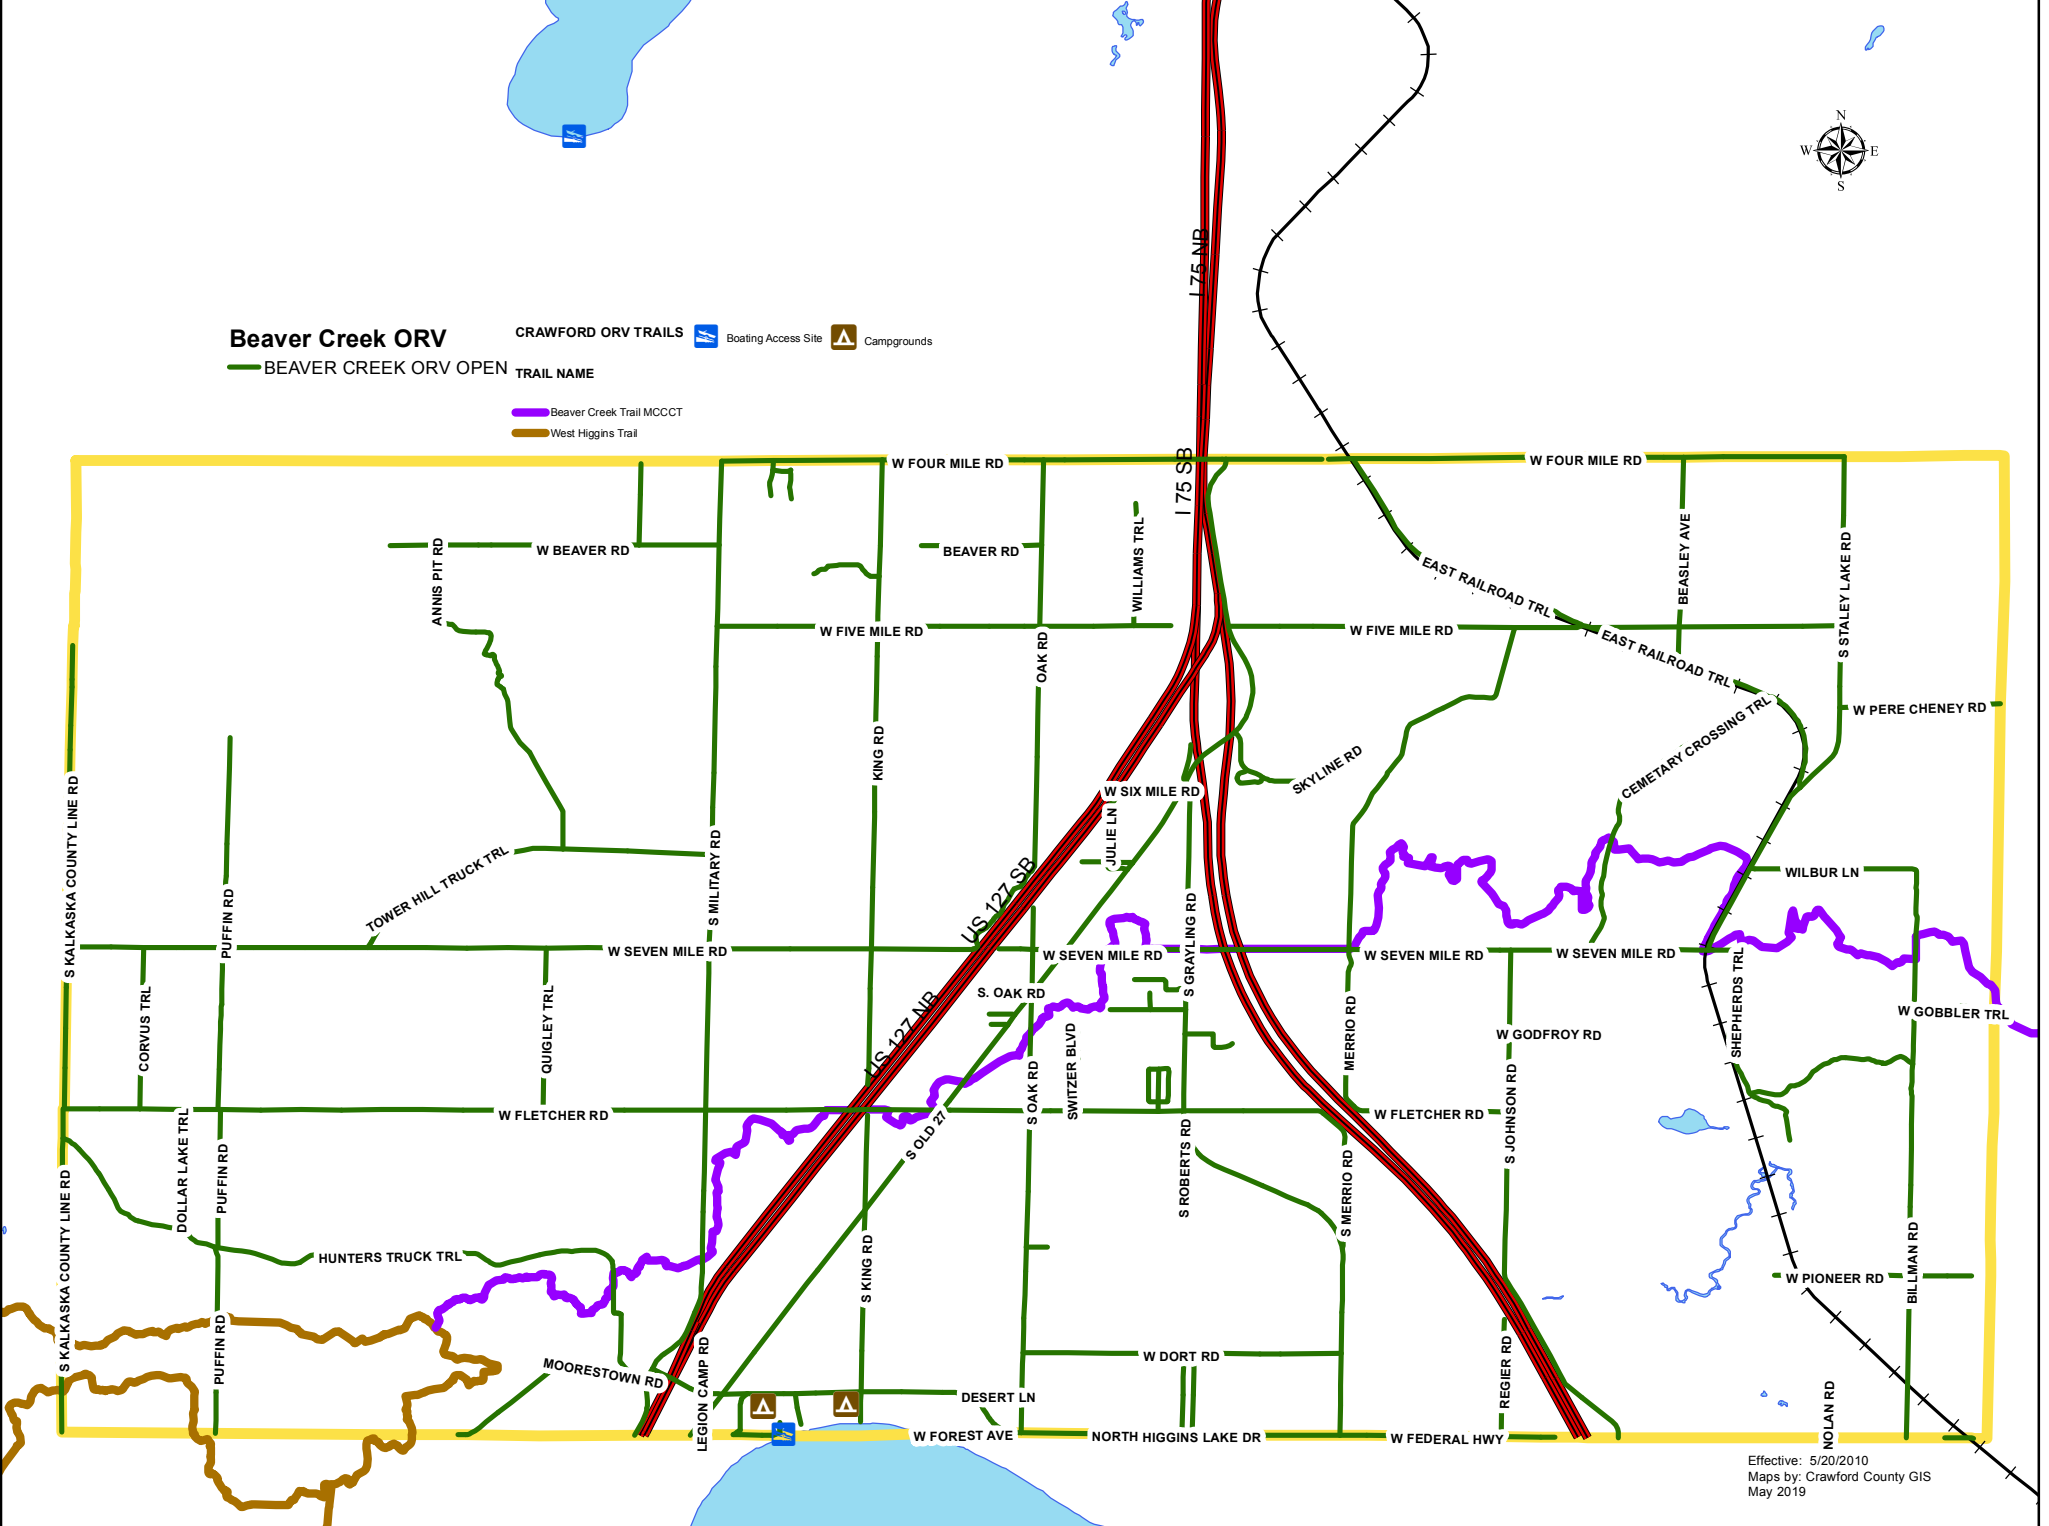 N
W E
S
I 75 NB
Beaver Creek ORV
BEAVER CREEK ORV OPEN
CRAWFORD ORV TRAILS
Boating Access Site
Campgrounds
TRAIL NAME
Beaver Creek Trail MCCCT
West Higgins Trail
W FOUR MILE RD
W FOUR MILE RD
I 75 SB
ANNIS PIT RD
W BEAVER RD
BEAVER RD
WILLIAMS TRL
EAST RAILROAD TRL
BEASLEY AVE
S STALEY LAKE RD
W FIVE MILE RD
OAK RD
W FIVE MILE RD
EAST RAILROAD TRL
W PERE CHENEY RD
KING RD
CEMETARY CROSSING TRL
SKYLINE RD
W SIX MILE RD
JULIE LN
S KALKASKA COUNTY LINE RD
TOWER HILL TRUCK TRL
S MILITARY RD
PUFFIN RD
US 127 SB
WILBUR LN
S GRAYLING RD
W SEVEN MILE RD
W SEVEN MILE RD
W SEVEN MILE RD
W SEVEN MILE RD
S. OAK RD
US 127 NB
CORVUS TRL
QUIGLEY TRL
SWITZER BLVD
MERRIO RD
W GODFROY RD
SHEPHERDS TRL
W GOBBLER TRL
W FLETCHER RD
S OAK RD
S OLD 27
W FLETCHER RD
S JOHNSON RD
DOLLAR LAKE TRL
PUFFIN RD
S ROBERTS RD
S MERRIO RD
S KALKASKA COUNTY LINE RD
HUNTERS TRUCK TRL
S KING RD
BILLMAN RD
W PIONEER RD
PUFFIN RD
MOORESTOWN RD
LEGION CAMP RD
W DORT RD
REGIER RD
DESERT LN
NOLAN RD
W FOREST AVE
NORTH HIGGINS LAKE DR
W FEDERAL HWY
Effective: 5/20/2010
Maps by: Crawford County GIS
May 2019